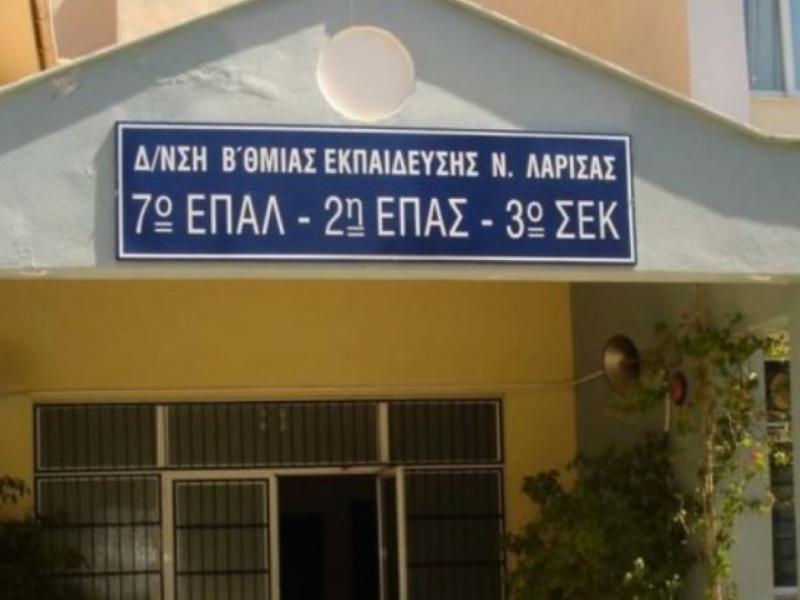 Δ/ΝΣΗ Β΄ΘΜΙΑΣ ΕΚΠΑΙΔΕΥΣΗΣ Ν. ΛΑΡΙΣΑΣ
7ο ΕΠΑΛ - 2η ΕΠΑΣ - 3ο ΣΕΚ